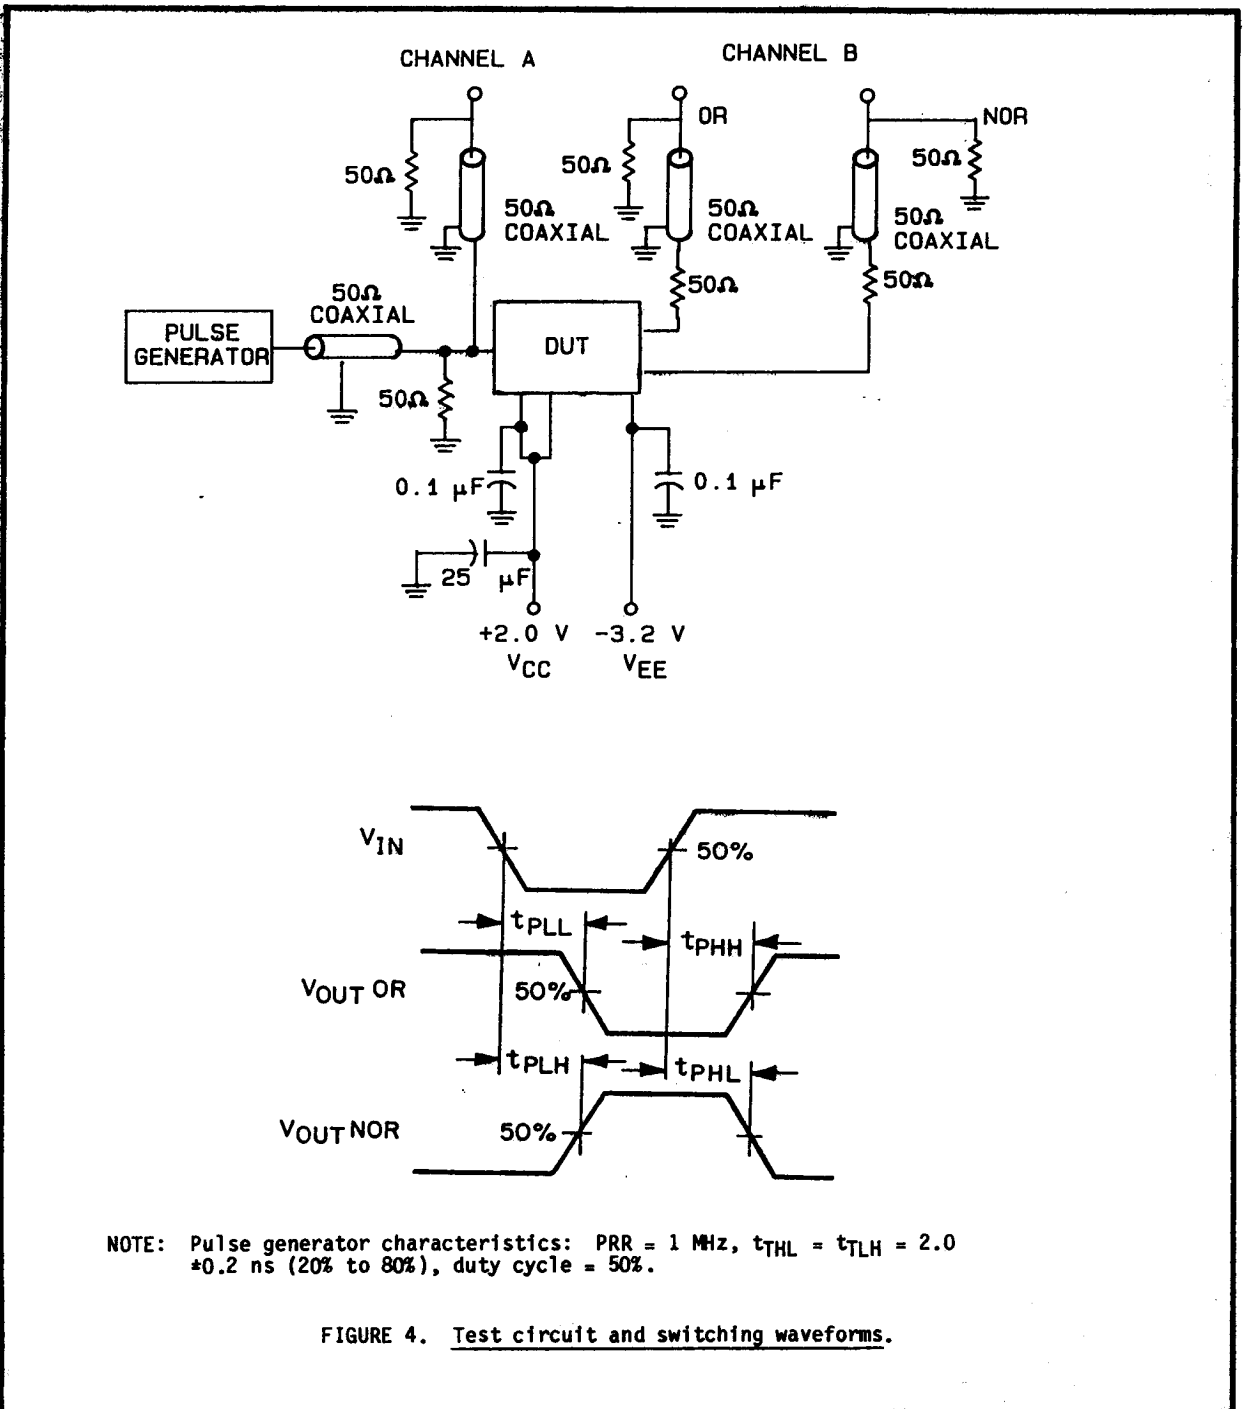 CHANNEL A
CHANNEL B
OR
NOR
50Ω
50Ω
50Ω
50Ω
COAXIAL
50Ω
COAXIAL
50Ω
COAXIAL
50Ω
50Ω
50Ω
COAXIAL
PULSE
GENERATOR
DUT
50Ω
0.1 µF
0.1 µF
25 µF
+2.0 V
-3.2 V
VCC
VEE
VIN
50%
tPLL
tPHH
VOUT OR
50%
tPLH
tPHL
VOUT NOR
50%
NOTE: Pulse generator characteristics: PRR = 1 MHz, tTHL = tTLH = 2.0
±0.2 ns (20% to 80%), duty cycle = 50%.
FIGURE 4. Test circuit and switching waveforms.